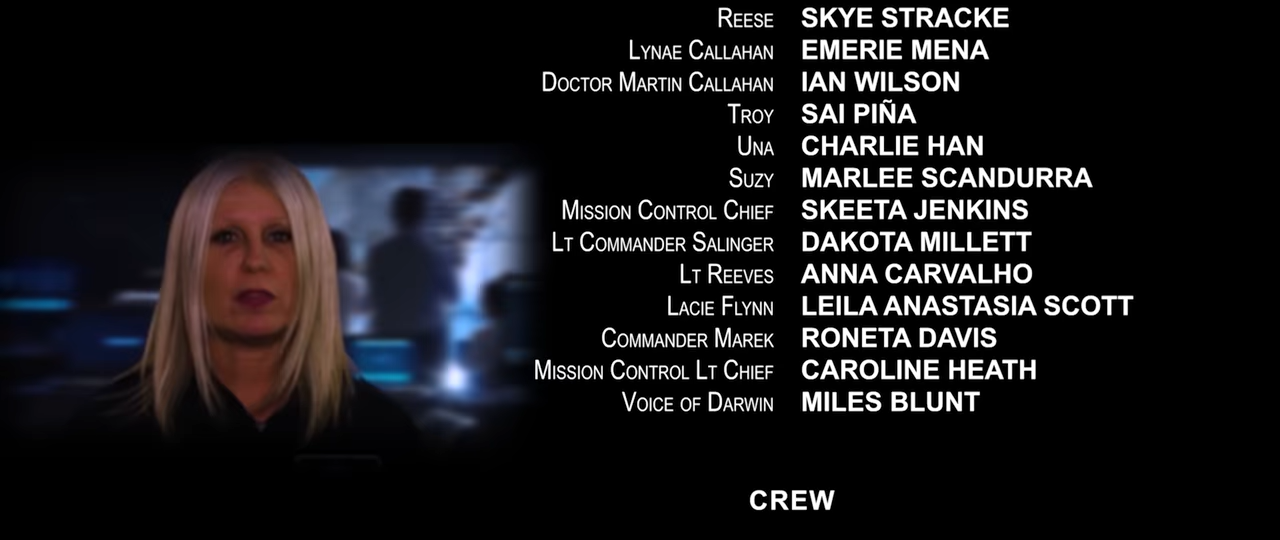 Reese SKYE STRACKE
Lynae Callahan EMERIE MENA
Doctor Martin Callahan IAN WILSON
Troy SAI PIÑA
Una CHARLIE HAN
Suzy MARLEE SCANDURRA
Mission Control Chief SKEETA JENKINS
Lt Commander Salinger DAKOTA MILLETT
Lt Reeves ANNA CARVALHO
Lacie Flynn LEILA ANASTASIA SCOTT
Commander Marek RONETA DAVIS
Mission Control Lt Chief CAROLINE HEATH
Voice of Darwin MILES BLUNT
CREW